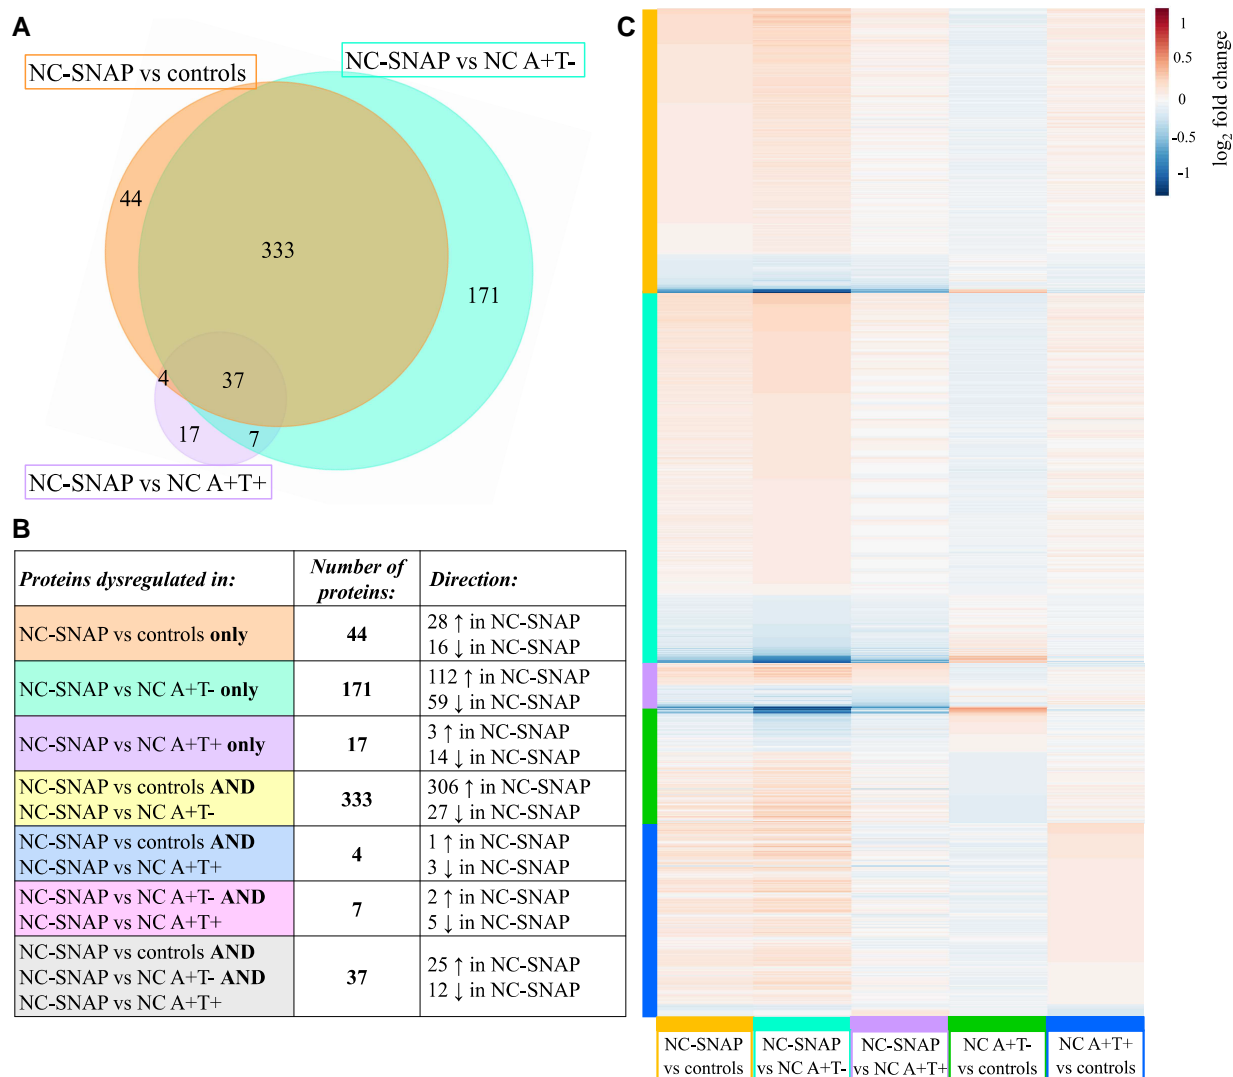 A
NC-SNAP vs controls
NC-SNAP vs NC A+T-
44
333
171
4
37
17
7
NC-SNAP vs NC A+T+
B
Proteins dysregulated in:
Number of
proteins:
Direction:
NC-SNAP vs controls only
44
28 ↑ in NC-SNAP
16 ↓ in NC-SNAP
NC-SNAP vs NC A+T- only
171
112 ↑ in NC-SNAP
59 ↓ in NC-SNAP
NC-SNAP vs NC A+T+ only
17
3 ↑ in NC-SNAP
14 ↓ in NC-SNAP
NC-SNAP vs controls AND
NC-SNAP vs NC A+T-
333
306 ↑ in NC-SNAP
27 ↓ in NC-SNAP
NC-SNAP vs controls AND
NC-SNAP vs NC A+T+
4
1 ↑ in NC-SNAP
3 ↓ in NC-SNAP
NC-SNAP vs NC A+T- AND
NC-SNAP vs NC A+T+
7
2 ↑ in NC-SNAP
5 ↓ in NC-SNAP
NC-SNAP vs controls AND
NC-SNAP vs NC A+T- AND
NC-SNAP vs NC A+T+
37
25 ↑ in NC-SNAP
12 ↓ in NC-SNAP
C
1
0.5
0
-0.5
-1
log₂ fold change
NC-SNAP
vs controls
NC-SNAP
vs NC A+T-
NC-SNAP
vs NC A+T+
NC A+T-
vs controls
NC A+T+
vs controls